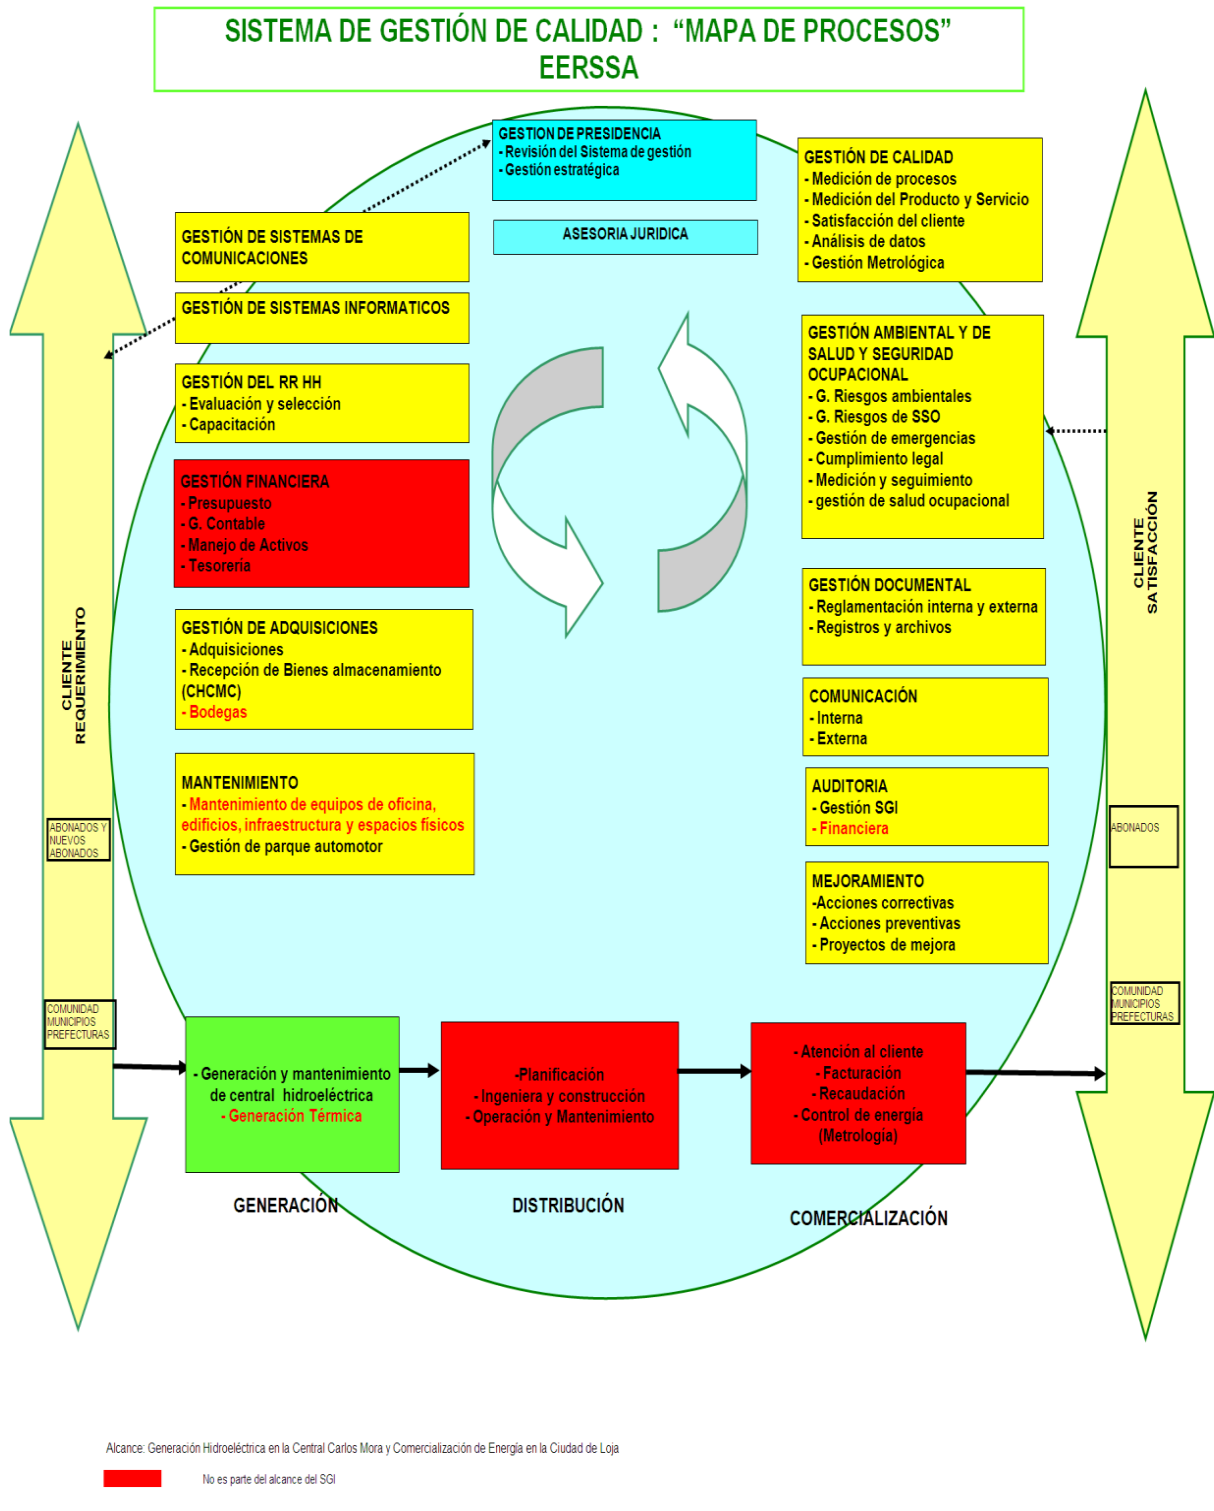 SISTEMA DE GESTIÓN DE CALIDAD : “MAPA DE PROCESOS”
EERSSA
GESTION DE PRESIDENCIA
- Revisión del Sistema de gestión
- Gestión estratégica
ASESORIA JURIDICA
GESTIÓN DE SISTEMAS DE
COMUNICACIONES
GESTIÓN DE SISTEMAS INFORMATICOS
GESTIÓN DEL RR HH
- Evaluación y selección
- Capacitación
GESTIÓN FINANCIERA
- Presupuesto
- G. Contable
- Manejo de Activos
- Tesorería
GESTIÓN DE ADQUISICIONES
- Adquisiciones
- Recepción de Bienes almacenamiento
(CHCMC)
- Bodegas
MANTENIMIENTO
- Mantenimiento de equipos de oficina,
edificios, infraestructura y espacios físicos
- Gestión de parque automotor
GESTIÓN DE CALIDAD
- Medición de procesos
- Medición del Producto y Servicio
- Satisfacción del cliente
- Análisis de datos
- Gestión Metrológica
GESTIÓN AMBIENTAL Y DE
SALUD Y SEGURIDAD
OCUPACIONAL
- G. Riesgos ambientales
- G. Riesgos de SSO
- Gestión de emergencias
- Cumplimiento legal
- Medición y seguimiento
- gestión de salud ocupacional
GESTIÓN DOCUMENTAL
- Reglamentación interna y externa
- Registros y archivos
COMUNICACIÓN
- Interna
- Externa
AUDITORIA
- Gestión SGI
- Financiera
MEJORAMIENTO
-Acciones correctivas
- Acciones preventivas
- Proyectos de mejora
CLIENTE
REQUERIMIENTO
ABONADOS Y
NUEVOS
ABONADOS
COMUNIDAD
MUNICIPIOS
PREFECTURAS
CLIENTE
SATISFACCIÓN
ABONADOS
COMUNIDAD
MUNICIPIOS
PREFECTURAS
- Generación y mantenimiento
de central hidroeléctrica
- Generación Térmica
GENERACIÓN
-Planificación
- Ingeniera y construcción
- Operación y Mantenimiento
DISTRIBUCIÓN
- Atención al cliente
- Facturación
- Recaudación
- Control de energía
(Metrología)
COMERCIALIZACIÓN
Alcance: Generación Hidroeléctrica en la Central Carlos Mora y Comercialización de Energía en la Ciudad de Loja
No es parte del alcance del SGI